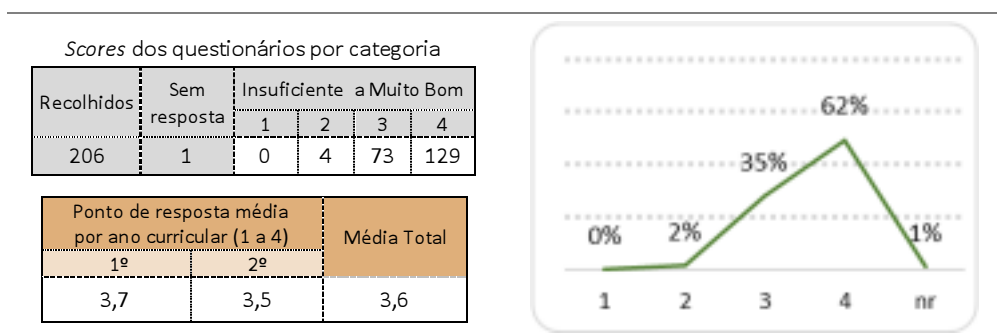 Scores dos questionários por categoria
Recolhidos
Sem
resposta
Insuficiente a Muito Bom
1 2 3 4
206 1 0 4 73 129
Ponto de resposta média
por ano curricular (1 a 4)
Média Total
1º 2º
3,7 3,5 3,6
62%
35%
0% 2% 1%
1 2 3 4 nr